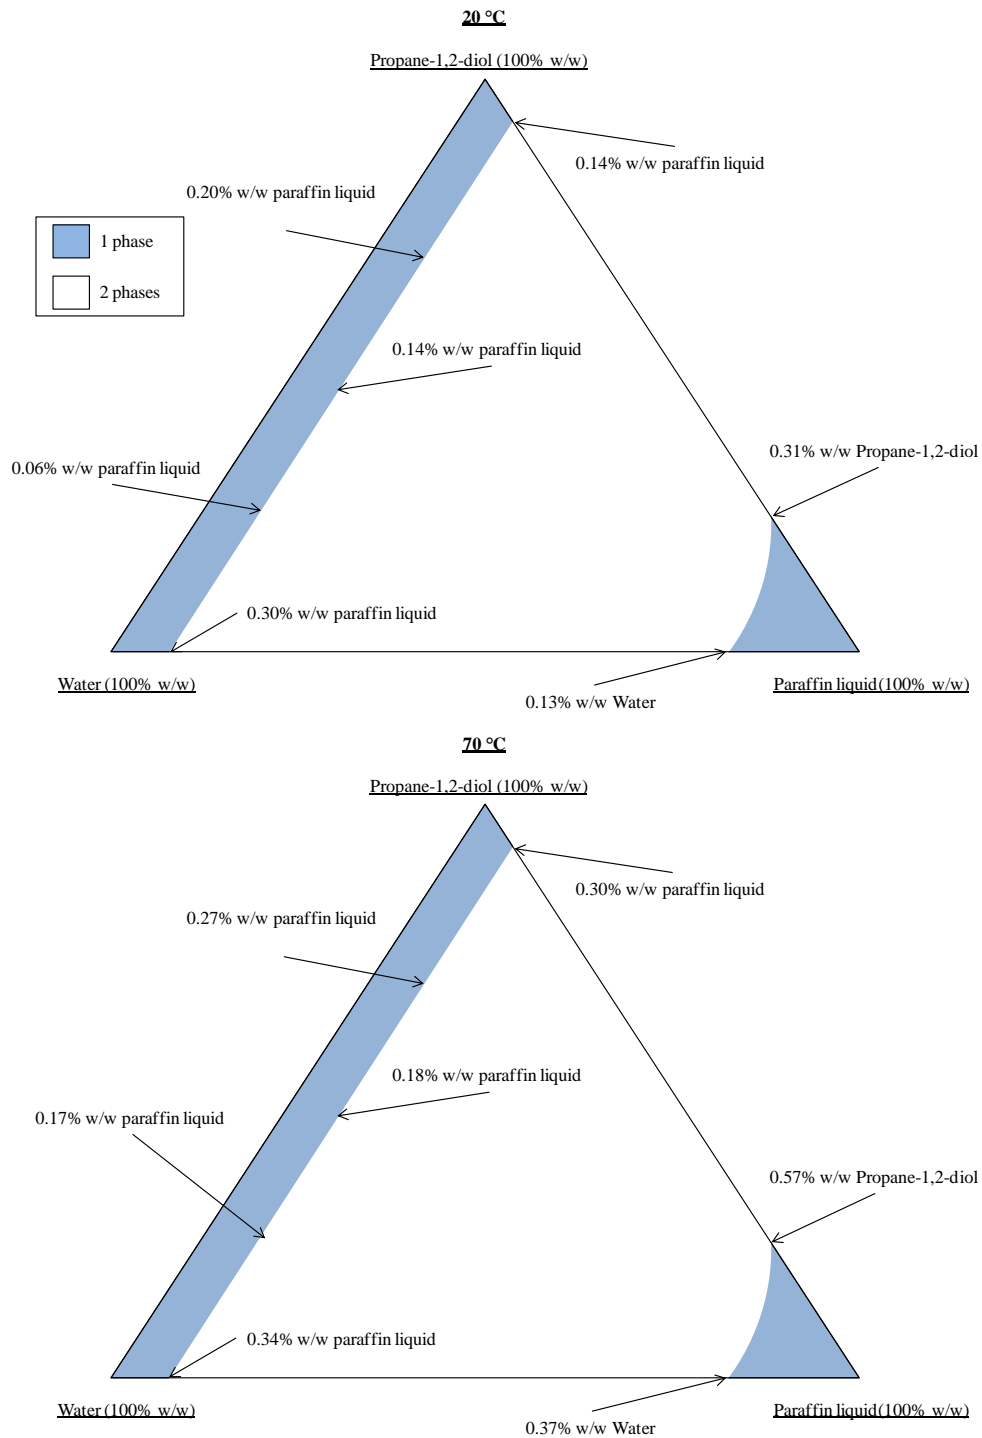 20 °C
Propane-1,2-diol (100% w/w)
0.14% w/w paraffin liquid
0.20% w/w paraffin liquid
1 phase
2 phases
0.14% w/w paraffin liquid
0.31% w/w Propane-1,2-diol
0.06% w/w paraffin liquid
0.30% w/w paraffin liquid
Water (100% w/w)
Paraffin liquid (100% w/w)
0.13% w/w Water
70 °C
Propane-1,2-diol (100% w/w)
0.30% w/w paraffin liquid
0.27% w/w paraffin liquid
0.18% w/w paraffin liquid
0.17% w/w paraffin liquid
0.57% w/w Propane-1,2-diol
0.34% w/w paraffin liquid
Water (100% w/w)
Paraffin liquid (100% w/w)
0.37% w/w Water